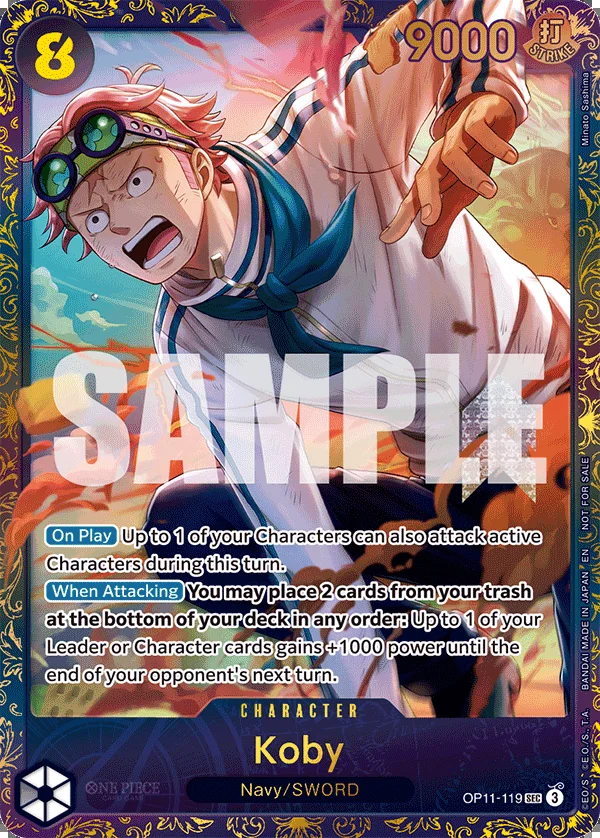 8
9000
打
STRIKE
Minato Sashima
SAMPLE
On Play Up to 1 of your Characters can also attack active
Characters during this turn.
When Attacking You may place 2 cards from your trash
at the bottom of your deck in any order: Up to 1 of your
Leader or Character cards gains +1000 power until the
end of your opponent's next turn.
CHARACTER
Koby
Navy/SWORD
ONE PIECE
CARD GAME
OP11-119 SEC 3
©E.O/S. ©E.O./S.,T.A. BANDAI MADE IN JAPAN EN NOT FOR SALE